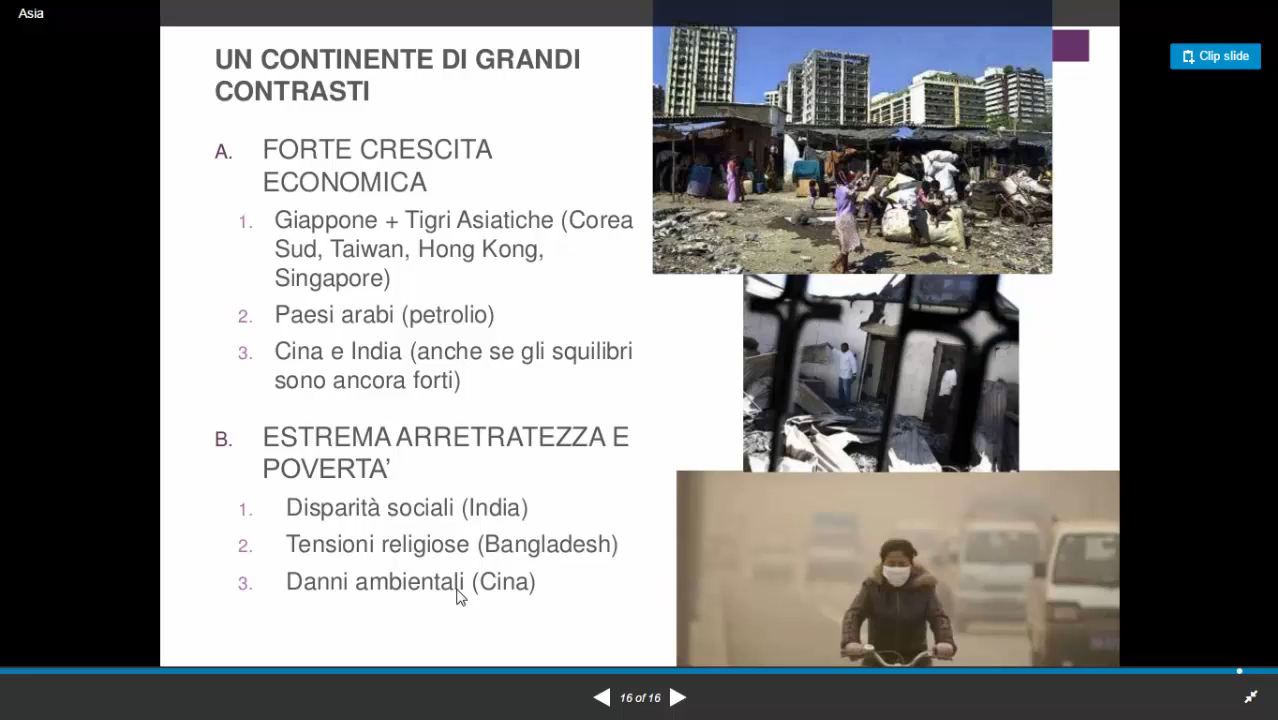 Asia
Clip slide
UN CONTINENTE DI GRANDI
CONTRASTI
A. FORTE CRESCITA
ECONOMICA
1. Giappone + Tigri Asiatiche (Corea
Sud, Taiwan, Hong Kong,
Singapore)
2. Paesi arabi (petrolio)
3. Cina e India (anche se gli squilibri
sono ancora forti)
B. ESTREMA ARRETRATEZZA E
POVERTA’
1. Disparità sociali (India)
2. Tensioni religiose (Bangladesh)
3. Danni ambientali (Cina)
16 of 16